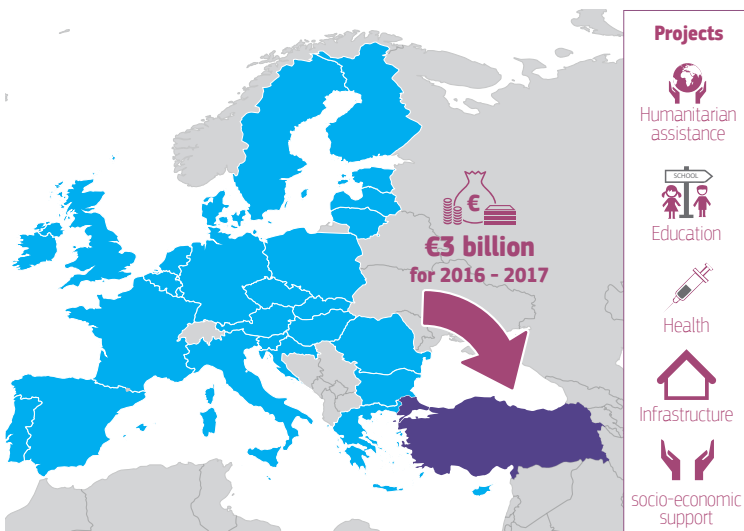 Projects
Humanitarian
assistance
SCHOOL
Education
Health
Infrastructure
socio-economic
support
€
€3 billion
for 2016 - 2017